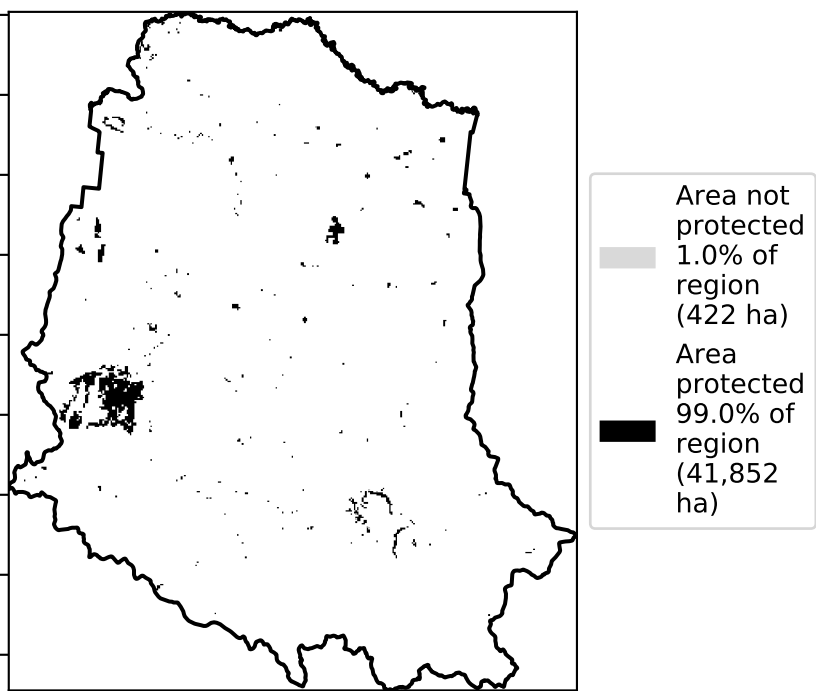 Area not
protected
1.0% of
region
(422 ha)
Area
protected
99.0% of
region
(41,852
ha)